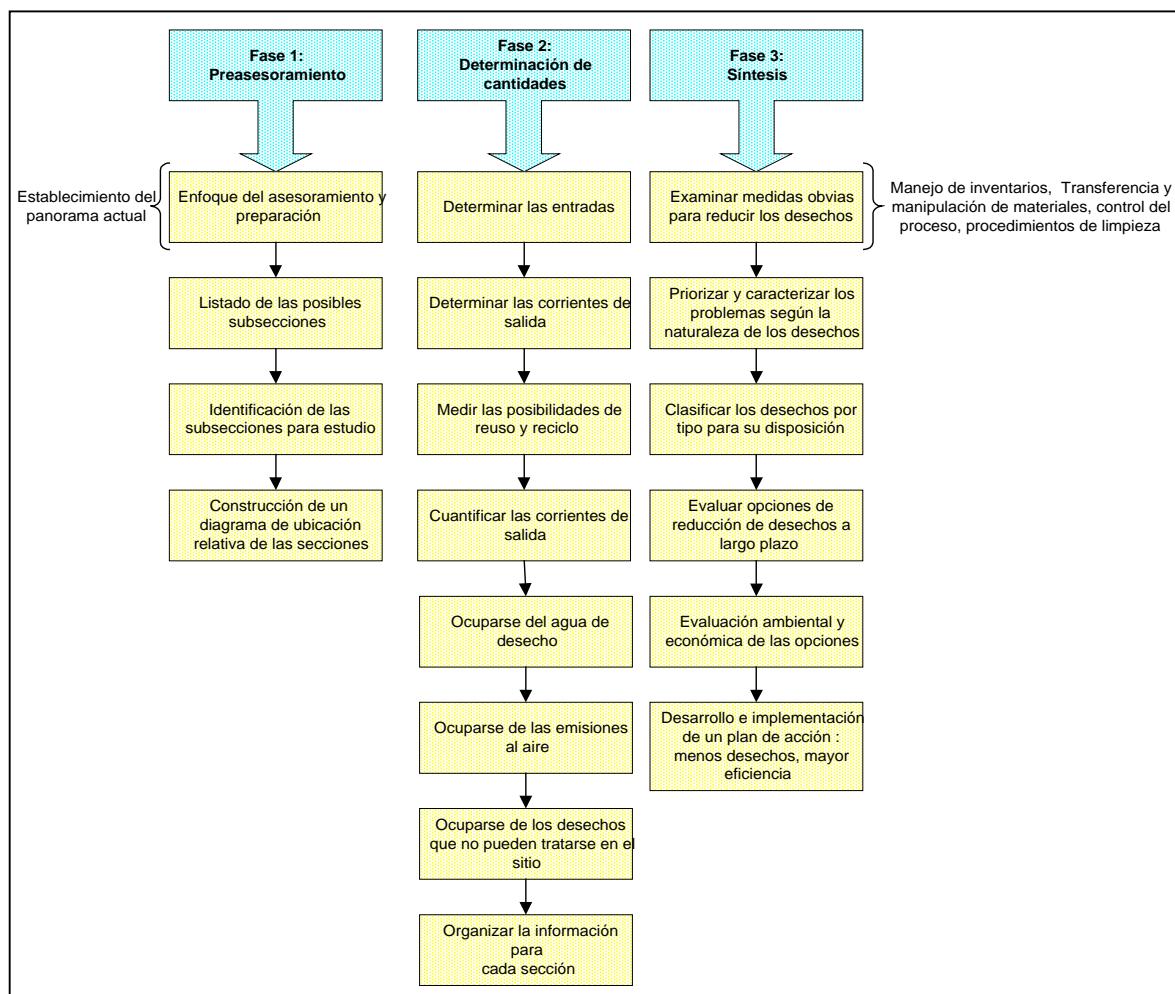 Fase 1:
Preasesoramiento
Establecimiento del
panorama actual
Enfoque del asesoramiento y
preparación
Listado de las posibles
subsecciones
Identificación de las
subsecciones para estudio
Construcción de un
diagrama de ubicación
relativa de las secciones
Fase 2:
Determinación de
cantidades
Determinar las entradas
Determinar las corrientes de
salida
Medir las posibilidades de
reuso y reciclo
Cuantificar las corrientes de
salida
Ocuparse del agua de
desecho
Ocuparse de las emisiones
al aire
Ocuparse de los desechos
que no pueden tratarse en el
sitio
Organizar la información
para
cada sección
Fase 3:
Síntesis
Examinar medidas obvias
para reducir los desechos
Manejo de inventarios, Transferencia y
manipulación de materiales, control del
proceso, procedimientos de limpieza
Priorizar y caracterizar los
problemas según la
naturaleza de los desechos
Clasificar los desechos por
tipo para su disposición
Evaluar opciones de
reducción de desechos a
largo plazo
Evaluación ambiental y
económica de las opciones
Desarrollo e implementación
de un plan de acción :
menos desechos, mayor
eficiencia